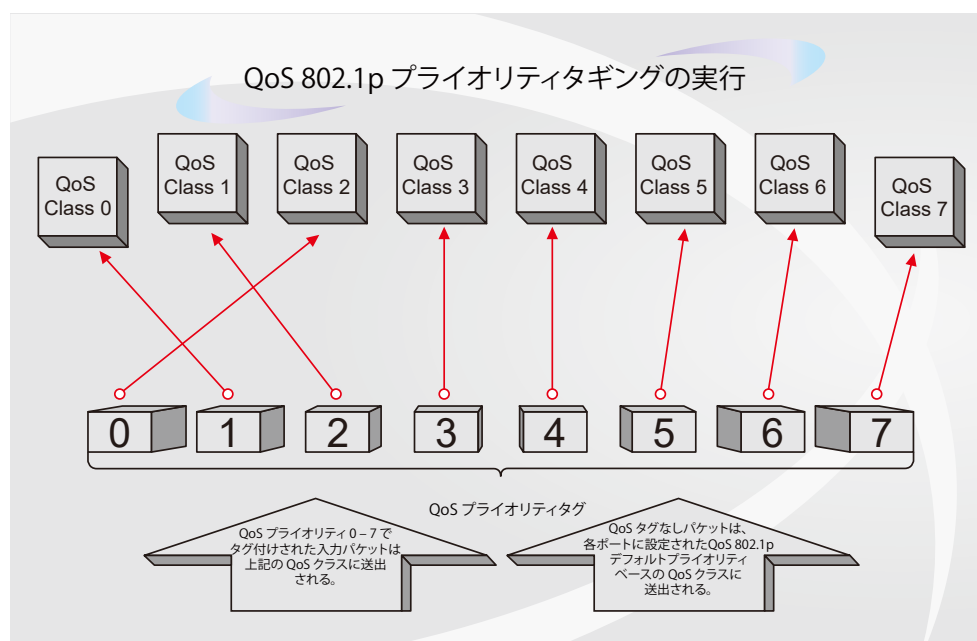 QoS 802.1p プライオリティタギングの実行
QoS
Class 0
QoS
Class 1
QoS
Class 2
QoS
Class 3
QoS
Class 4
QoS
Class 5
QoS
Class 6
QoS
Class 7
0
1
2
3
4
5
6
7
QoS プライオリティタグ
QoS プライオリティ 0 – 7 で
タグ付けされた入力パケットは
上記の QoS クラスに送出
される。
QoS タグなしパケットは、
各ポートに設定されたQoS 802.1p
デフォルトプライオリティ
ベースの QoS クラスに
送出される。